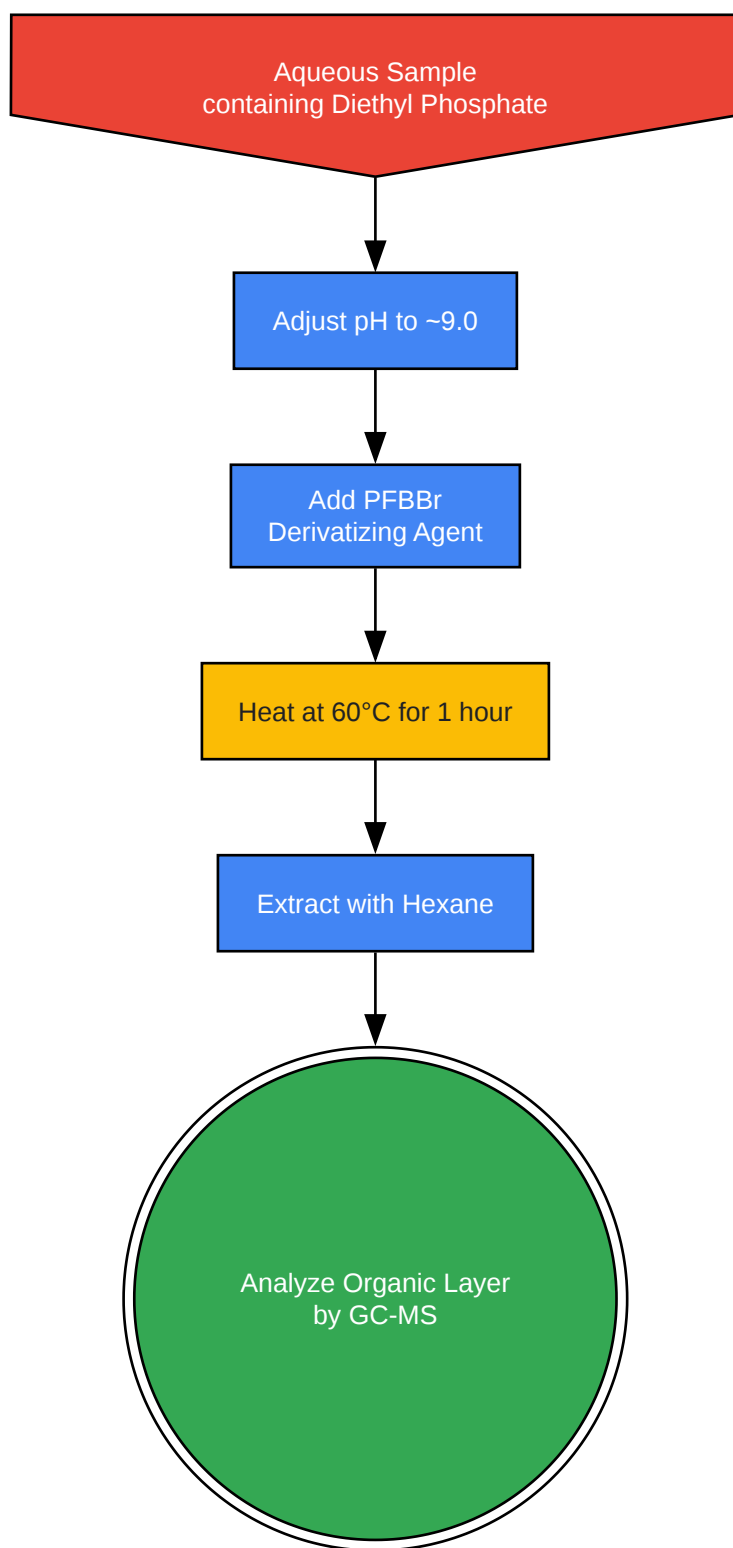 Aqueous Sample
containing Diethyl Phosphate
Adjust pH to ~9.0
Add PFBBr
Derivatizing Agent
Heat at 60°C for 1 hour
Extract with Hexane
Analyze Organic Layer
by GC-MS